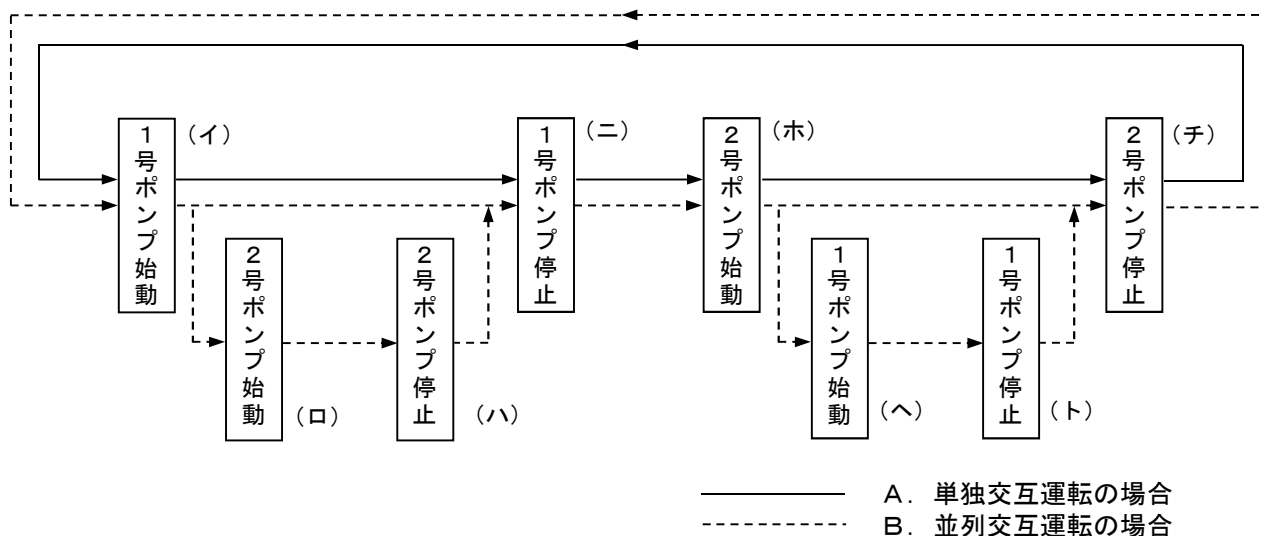 1号ポンプ始動
（イ）
2号ポンプ始動
（ロ）
2号ポンプ停止
（ハ）
1号ポンプ停止
（ニ）
2号ポンプ始動
（ホ）
1号ポンプ始動
（ヘ）
1号ポンプ停止
（ト）
2号ポンプ停止
（チ）
Ａ．単独交互運転の場合
Ｂ．並列交互運転の場合